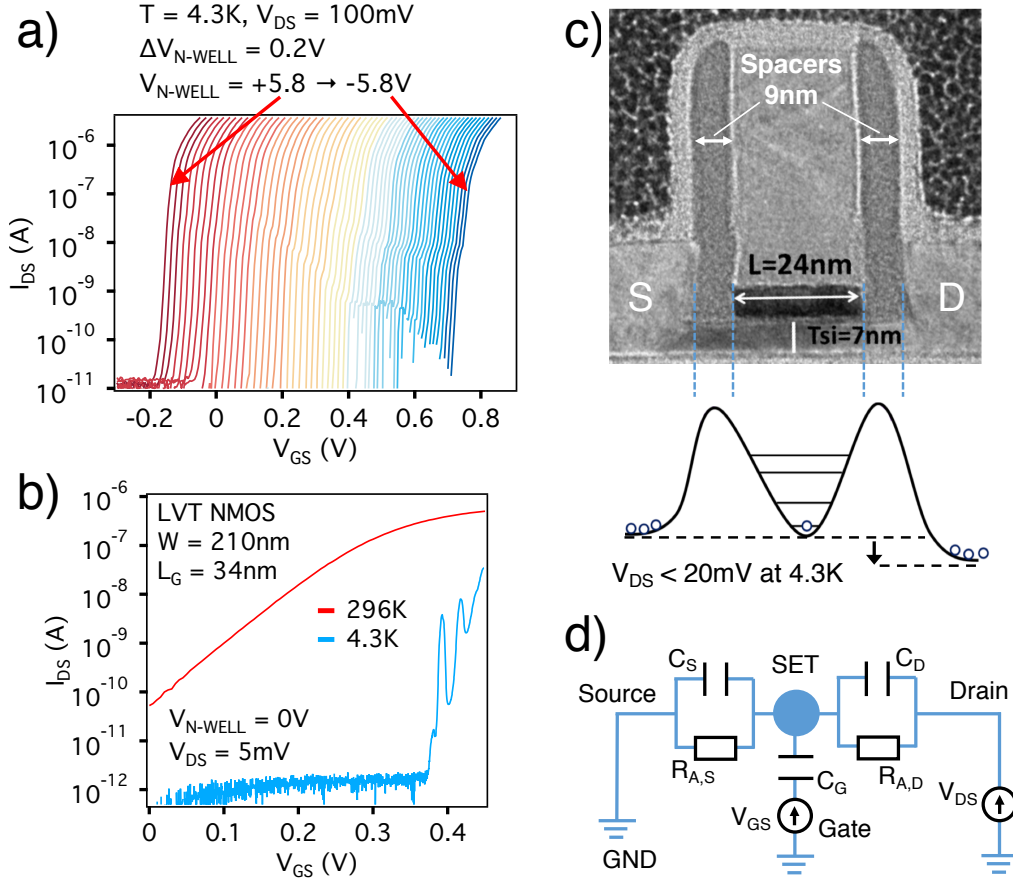 a)
T = 4.3K, V_DS = 100mV
ΔV_N-WELL = 0.2V
V_N-WELL = +5.8 → -5.8V
I_DS (A)
10^-6
10^-7
10^-8
10^-9
10^-10
10^-11
-0.2 0 0.2 0.4 0.6 0.8
V_GS (V)
b)
I_DS (A)
10^-6
10^-7
10^-8
10^-9
10^-10
10^-11
10^-12
LVT NMOS
W = 210nm
L_G = 34nm
296K
4.3K
V_N-WELL = 0V
V_DS = 5mV
0 0.1 0.2 0.3 0.4
V_GS (V)
c)
Spacers
9nm
L=24nm
S D
Tsi=7nm
V_DS < 20mV at 4.3K
d)
C_S SET C_D
Source Drain
R_A,S C_G R_A,D
V_GS Gate V_DS
GND